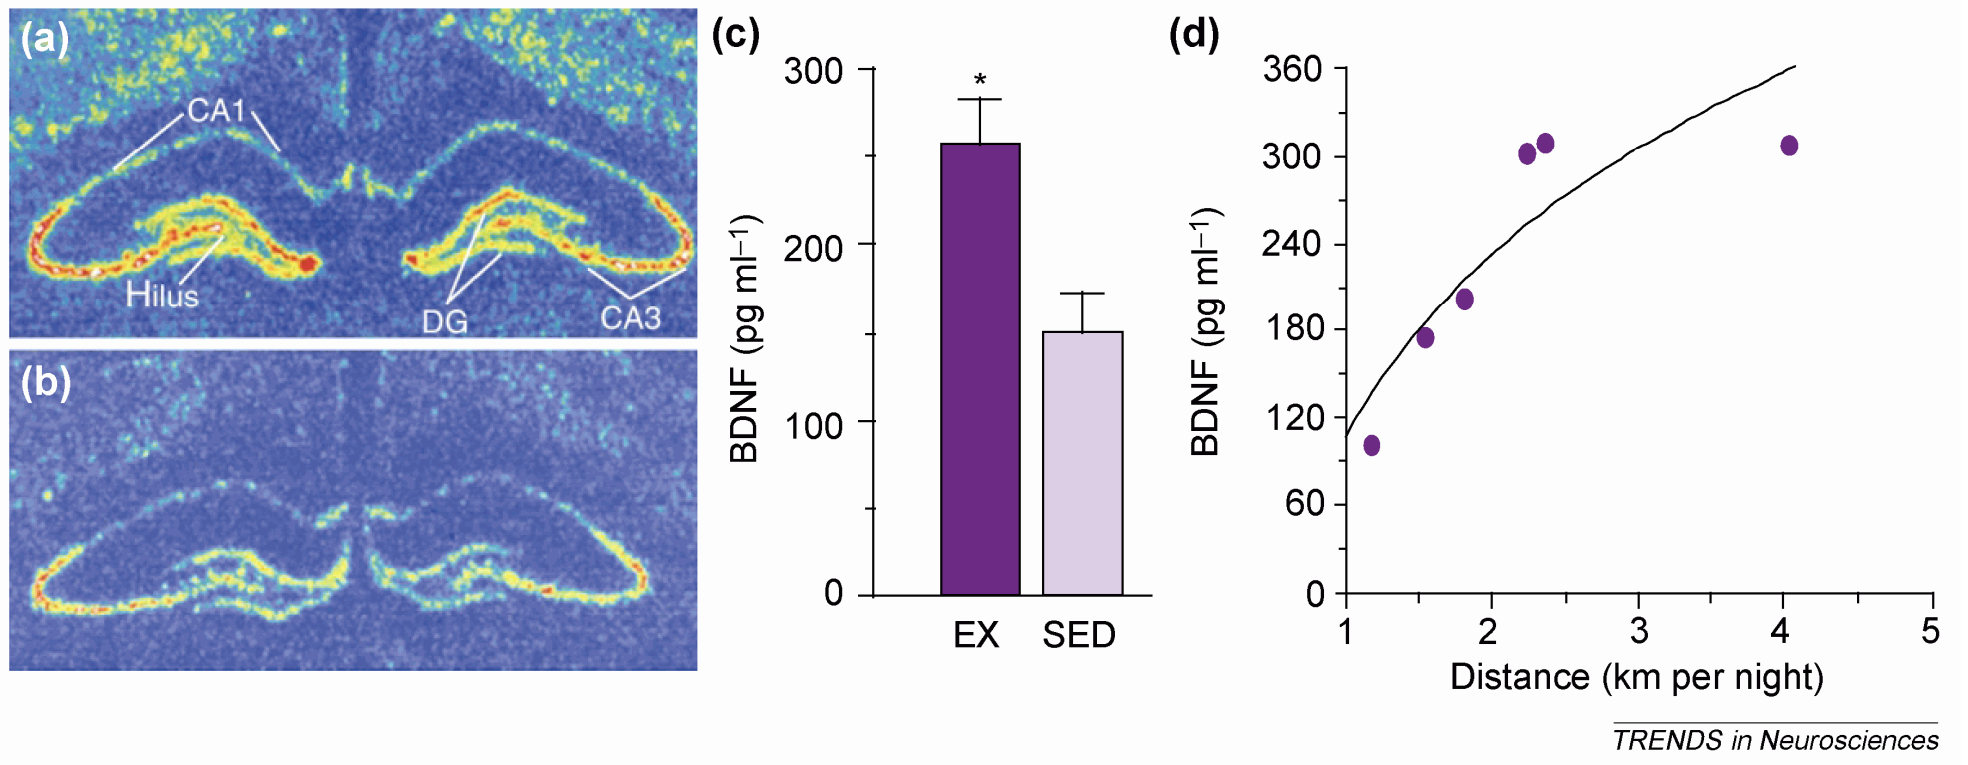 (a)
CA1
Hilus
DG
CA3
(b)
(c)
BDNF (pg ml–1)
300
200
100
0
*
EX SED
(d)
BDNF (pg ml–1)
360
300
240
180
120
60
0
1 2 3 4 5
Distance (km per night)
TRENDS in Neurosciences